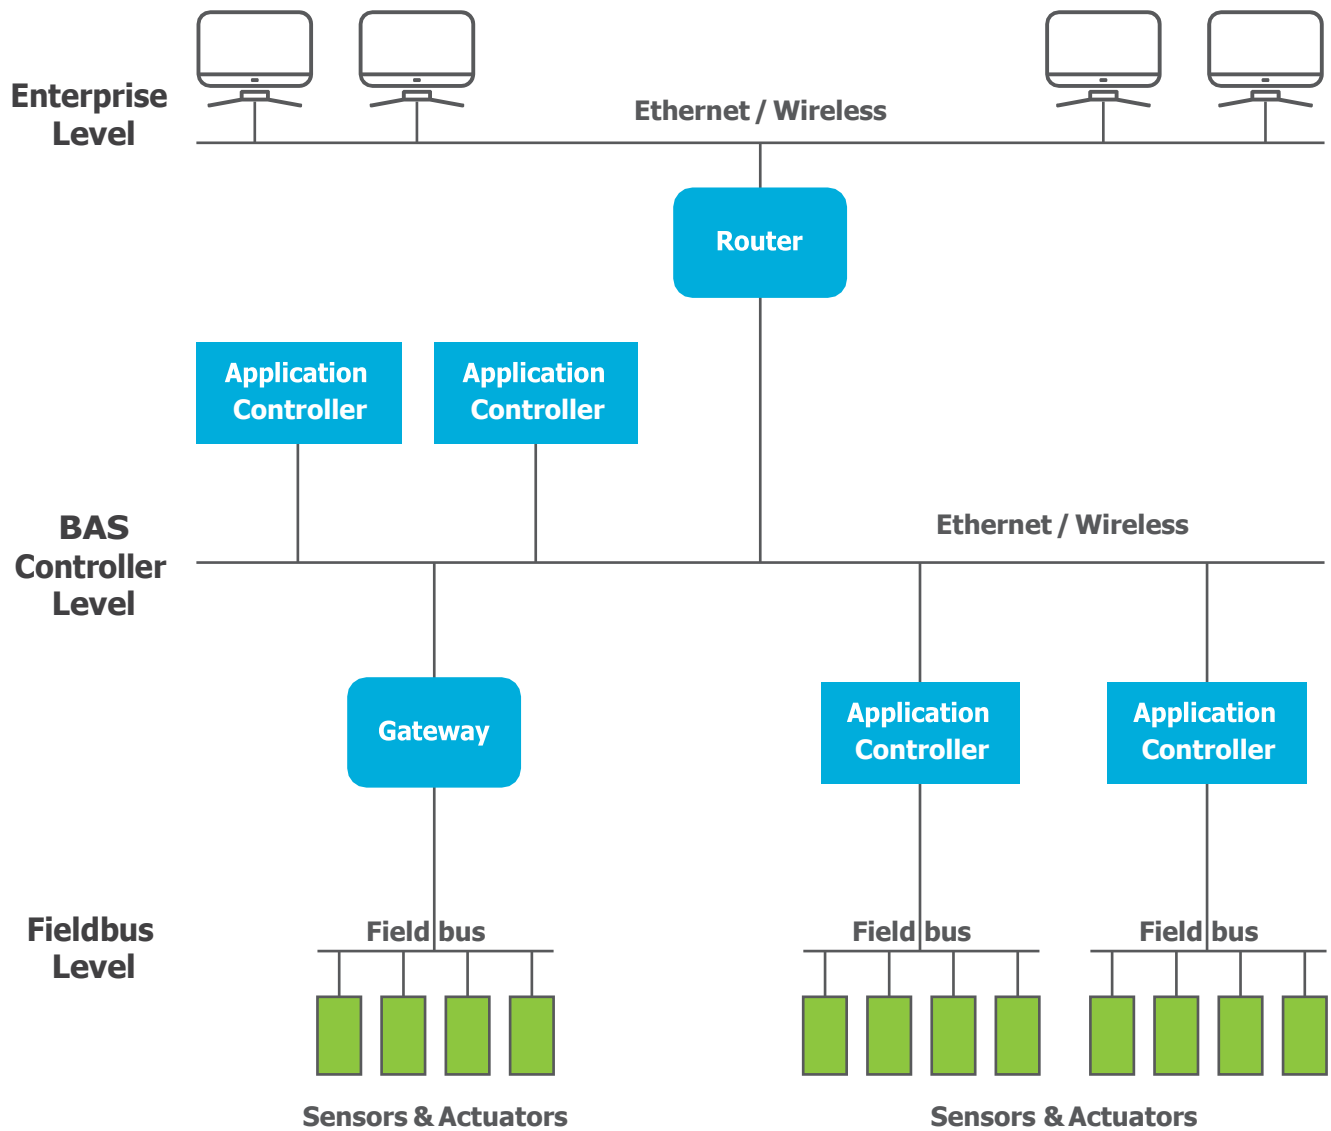 Enterprise
Level
Ethernet / Wireless
Router
Application
Controller
Application
Controller
BAS
Controller
Level
Ethernet / Wireless
Gateway
Application
Controller
Application
Controller
Fieldbus
Level
Field bus
Field bus
Field bus
Sensors & Actuators
Sensors & Actuators